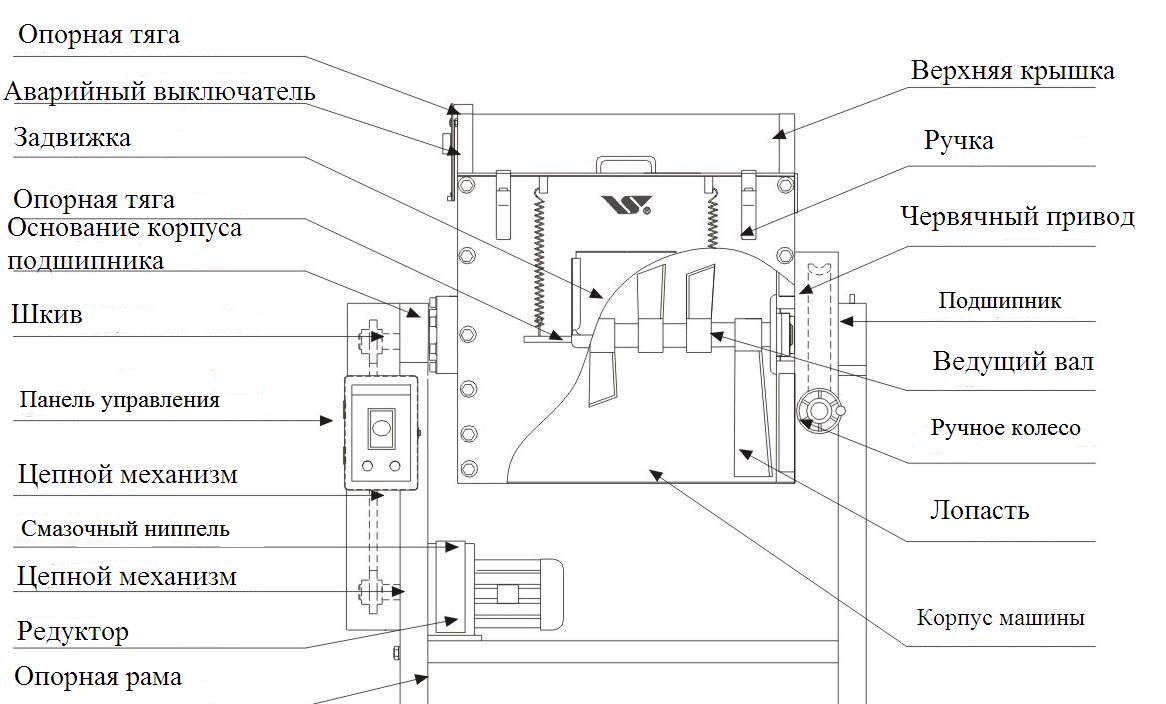 Опорная тяга
Аварийный выключатель
Задвижка
Опорная тяга
Основание корпуса
подшипника
Шкив
Панель управления
Цепной механизм
Смазочный ниппель
Цепной механизм
Редуктор
Опорная рама
Верхняя крышка
Ручка
Червячный привод
Подшипник
Ведущий вал
Ручное колесо
Лопасть
Корпус машины
®